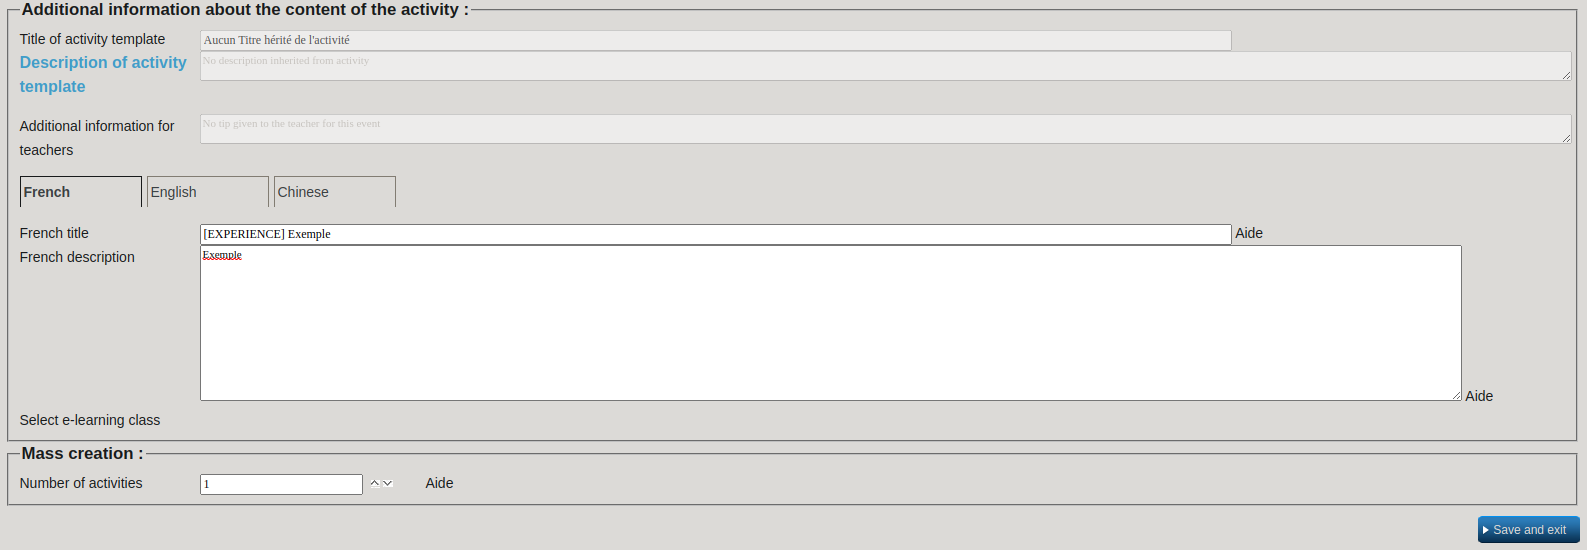 Additional information about the content of the activity :
Title of activity template
Aucun Titre hérité de l'activité
Description of activity template
No description inherited from activity
Additional information for teachers
No tip given to the teacher for this event
French
English
Chinese
French title
[EXPERIENCE] Exemple
Aide
French description
Exemple
Aide
Select e-learning class
Mass creation :
Number of activities
1
Aide
Save and exit